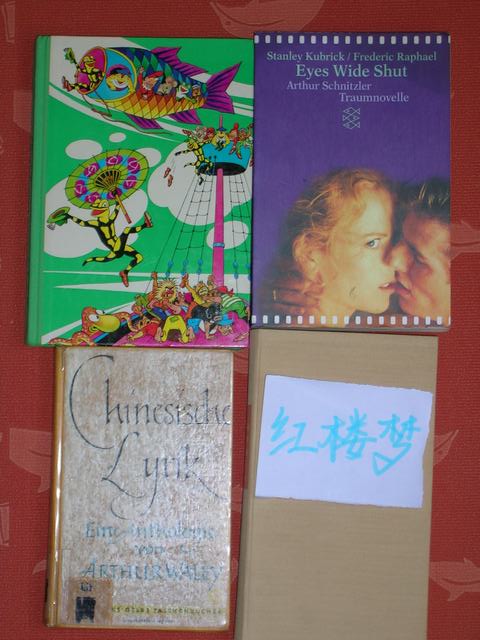 Stanley Kubrick / Frederic Raphael
Eyes Wide Shut
Arthur Schnitzler
Traumnovelle
Chinesische
Lyrik
Eine Anthologie
von
ARTHUR WALEY
红楼梦